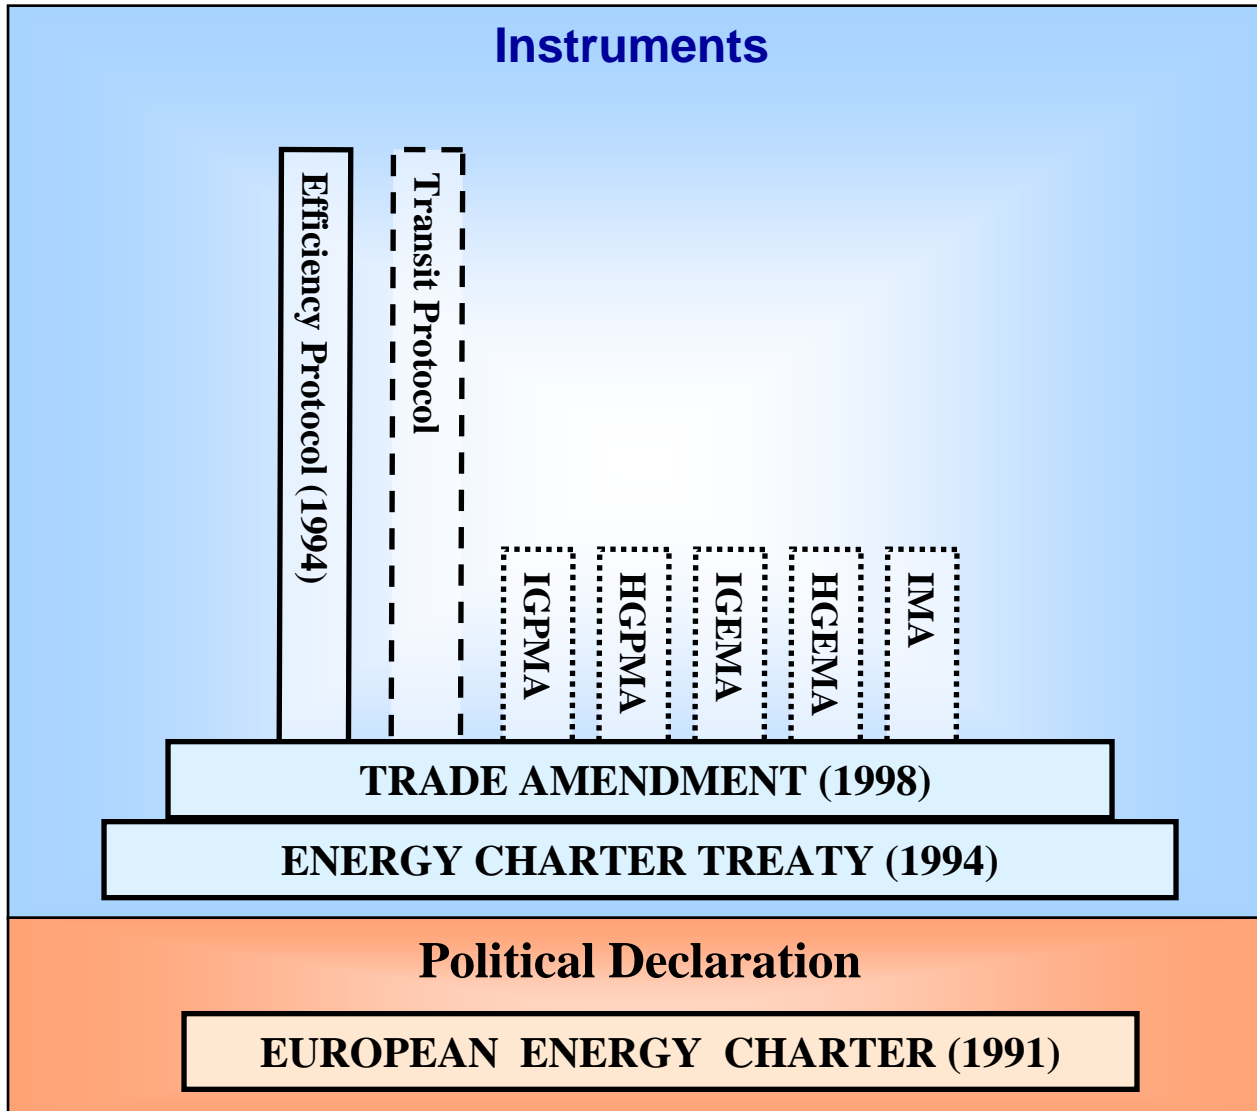 Instruments
Efficiency Protocol (1994)
Transit Protocol
IGPMA
HGPMA
IGEMA
HGEMA
IMA
TRADE AMENDMENT (1998)
ENERGY CHARTER TREATY (1994)
Political Declaration
EUROPEAN ENERGY CHARTER (1991)